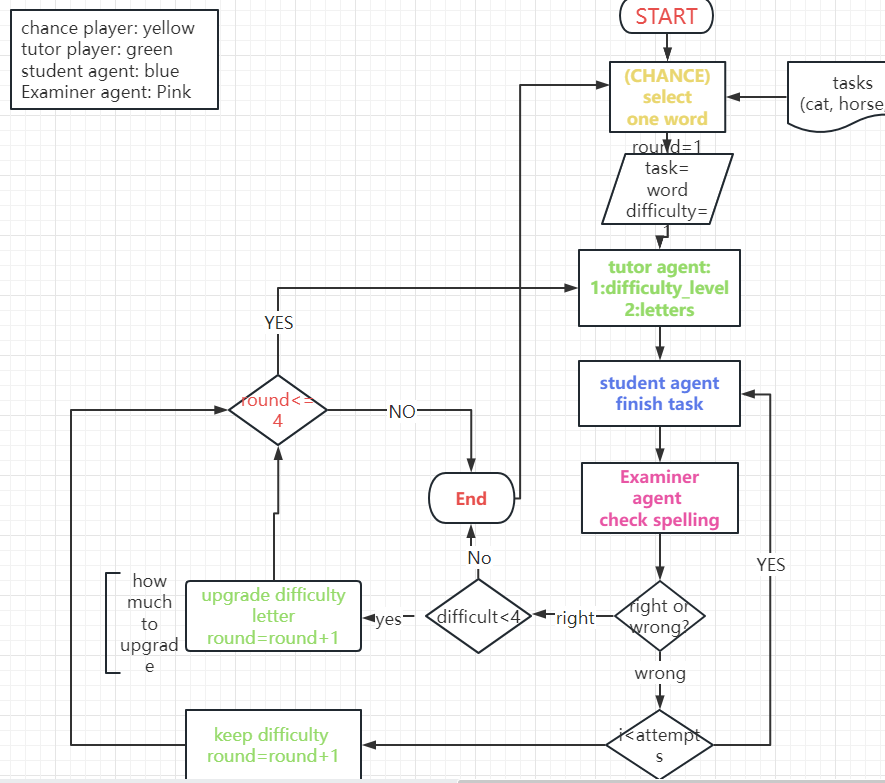 START
chance player: yellow
tutor player: green
student agent: blue
Examiner agent: Pink
(CHANCE)
select
one word
tasks
(cat, horse,
round=1
task=
word
difficulty=
tutor agent:
1:difficulty_level
2:letters
YES
student agent
finish task
round<=
4
NO
Examiner
agent
check spelling
End
YES
No
how
much
to
upgrad
e
upgrade difficulty
letter
round=round+1
yes
difficult<4
right
right or
wrong?
wrong
keep difficulty
round=round+1
i<attempt
s